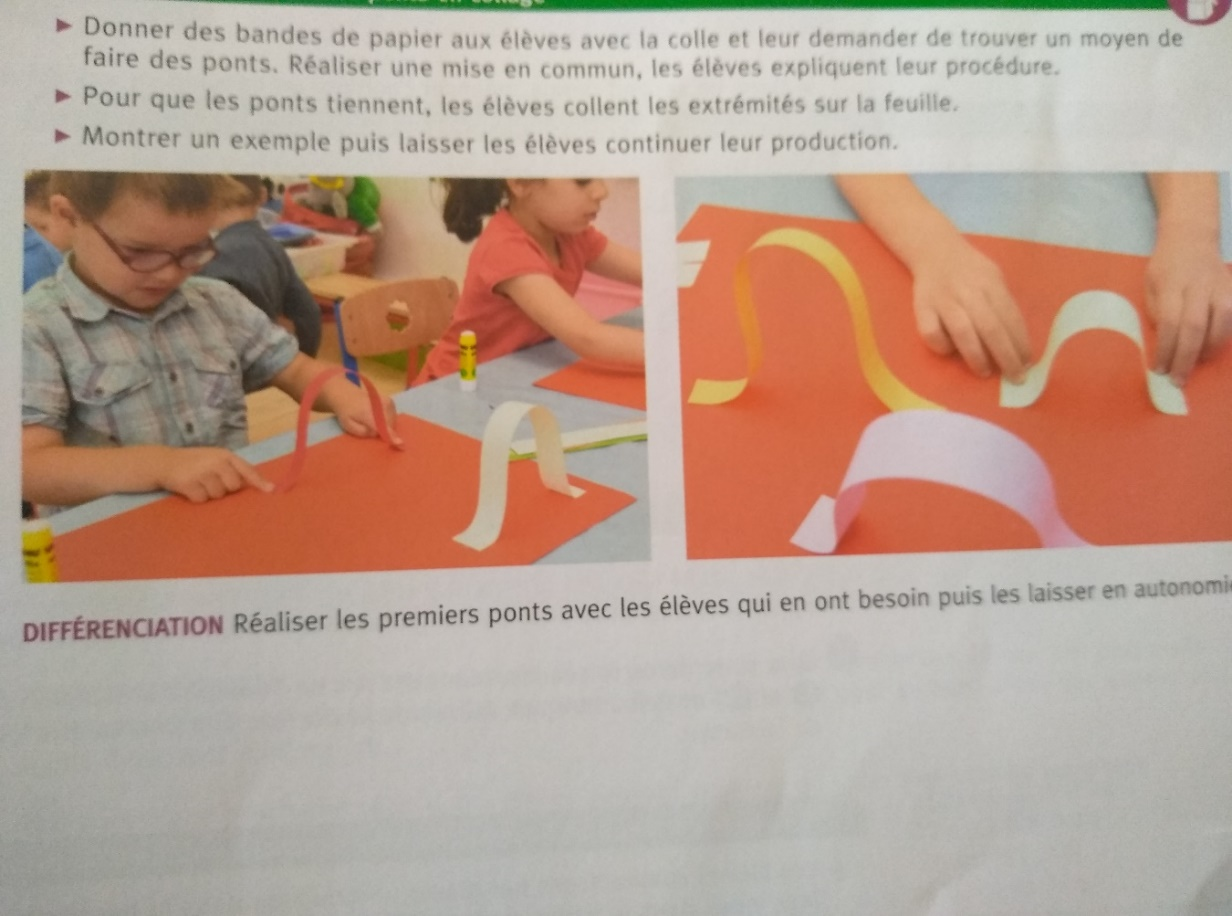 Donner des bandes de papier aux élèves avec la colle et leur demander de trouver un moyen de
faire des ponts. Réaliser une mise en commun, les élèves expliquent leur procédure.
Pour que les ponts tiennent, les élèves collent les extrémités sur la feuille.
Montrer un exemple puis laisser les élèves continuer leur production.
DIFFÉRENCIATION Réaliser les premiers ponts avec les élèves qui en ont besoin puis les laisser en autonomi